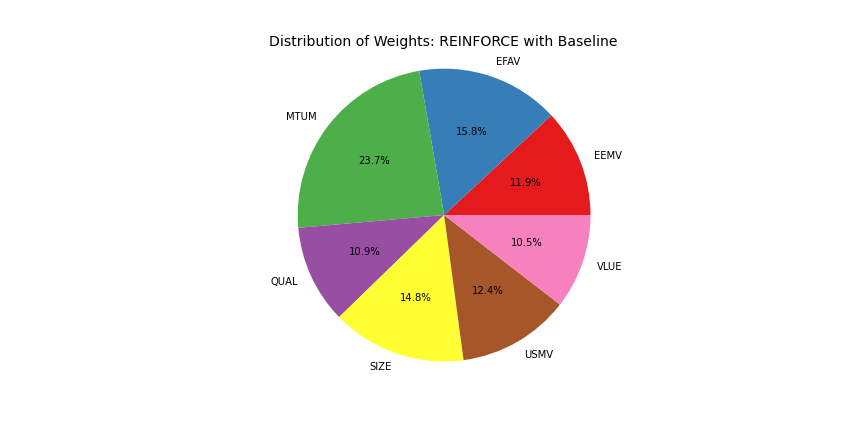 Distribution of Weights: REINFORCE with Baseline
EFAV
MTUM
15.8%
EEMV
23.7%
11.9%
10.5%
10.9%
VLUE
QUAL
12.4%
14.8%
USMV
SIZE